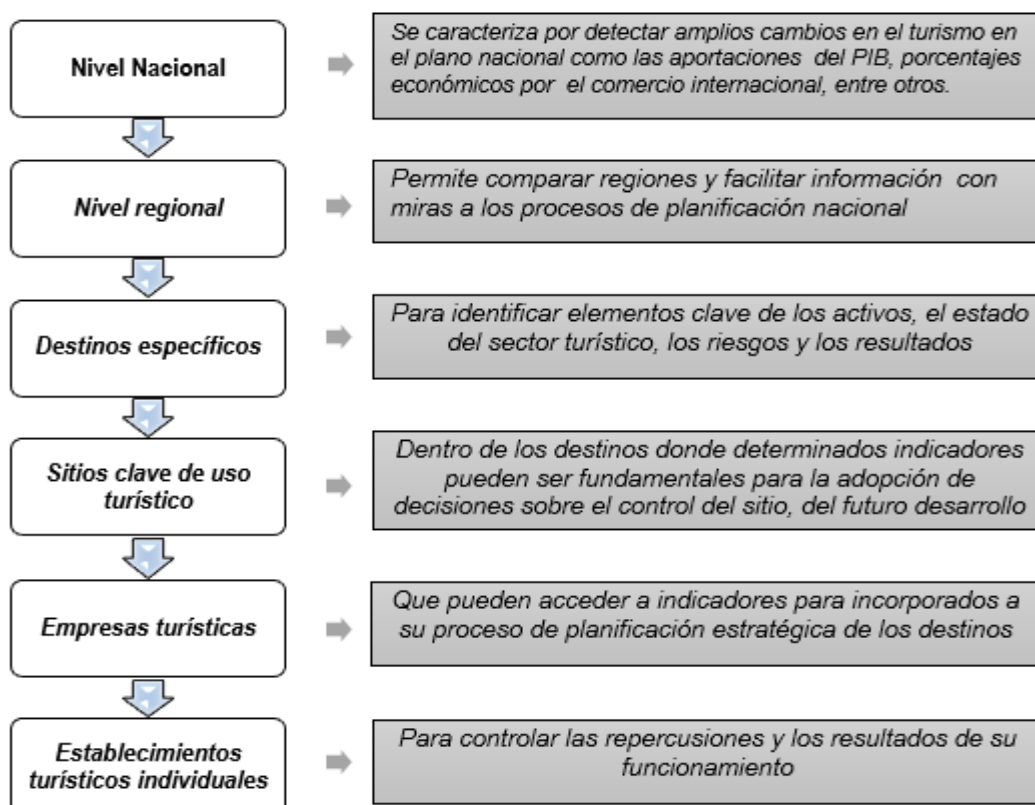 Nivel Nacional
Se caracteriza por detectar amplios cambios en el turismo en
el plano nacional como las aportaciones del PIB, porcentajes
económicos por el comercio internacional, entre otros.
Nivel regional
Permite comparar regiones y facilitar información con
miras a los procesos de planificación nacional
Destinos específicos
Para identificar elementos clave de los activos, el estado
del sector turístico, los riesgos y los resultados
Sitios clave de uso
turístico
Dentro de los destinos donde determinados indicadores
pueden ser fundamentales para la adopción de
decisiones sobre el control del sitio, del futuro desarrollo
Empresas turísticas
Que pueden acceder a indicadores para incorporados a
su proceso de planificación estratégica de los destinos
Establecimientos
turísticos individuales
Para controlar las repercusiones y los resultados de su
funcionamiento